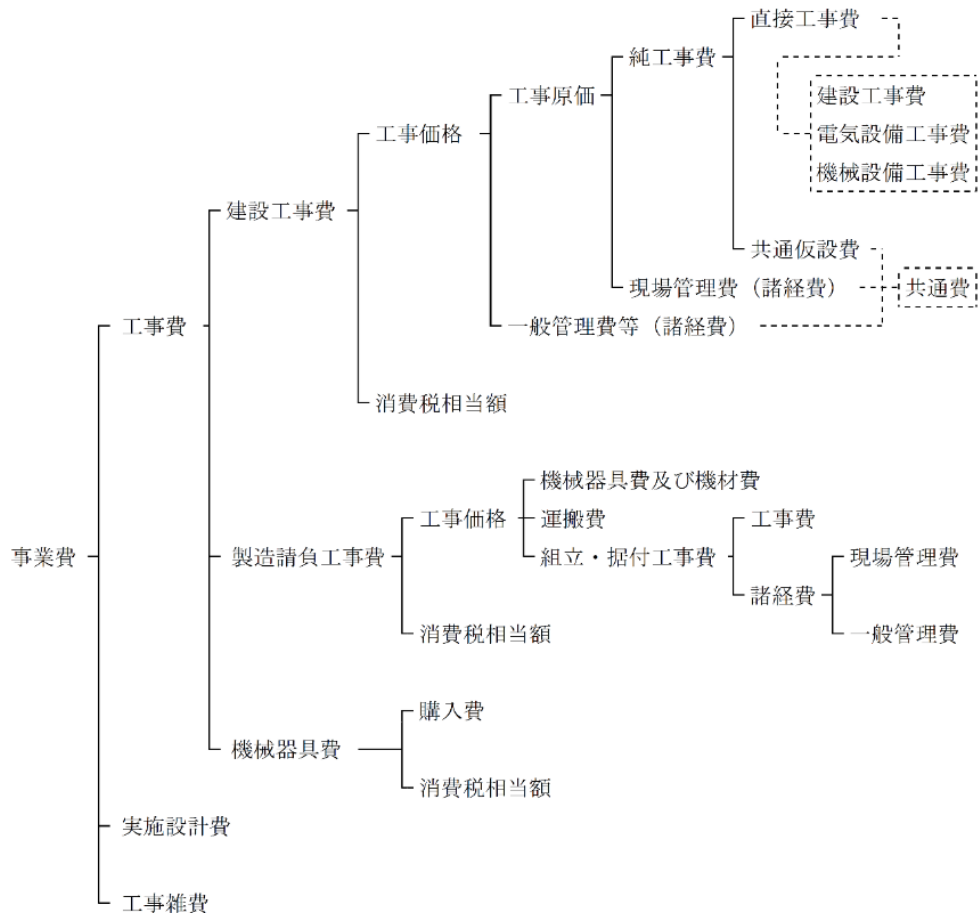 直接工事費
純工事費
建設工事費
工事原価
電気設備工事費
工事価格
機械設備工事費
建設工事費
共通仮設費
現場管理費（諸経費）
共通費
工事費
一般管理費等（諸経費）
消費税相当額
機械器具費及び機材費
工事価格
運搬費
工事費
事業費
製造請負工事費
組立・据付工事費
現場管理費
諸経費
消費税相当額
一般管理費
購入費
機械器具費
消費税相当額
実施設計費
工事雑費